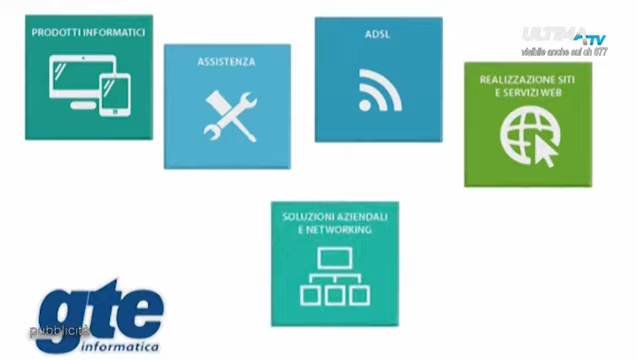 PRODOTTI INFORMATICI
ASSISTENZA
ADSL
REALIZZAZIONE SITI
E SERVIZI WEB
ULTIMA TV
visibile anche sul ch 877
SOLUZIONI AZIENDALI
E NETWORKING
gte
pubblicità
informatica